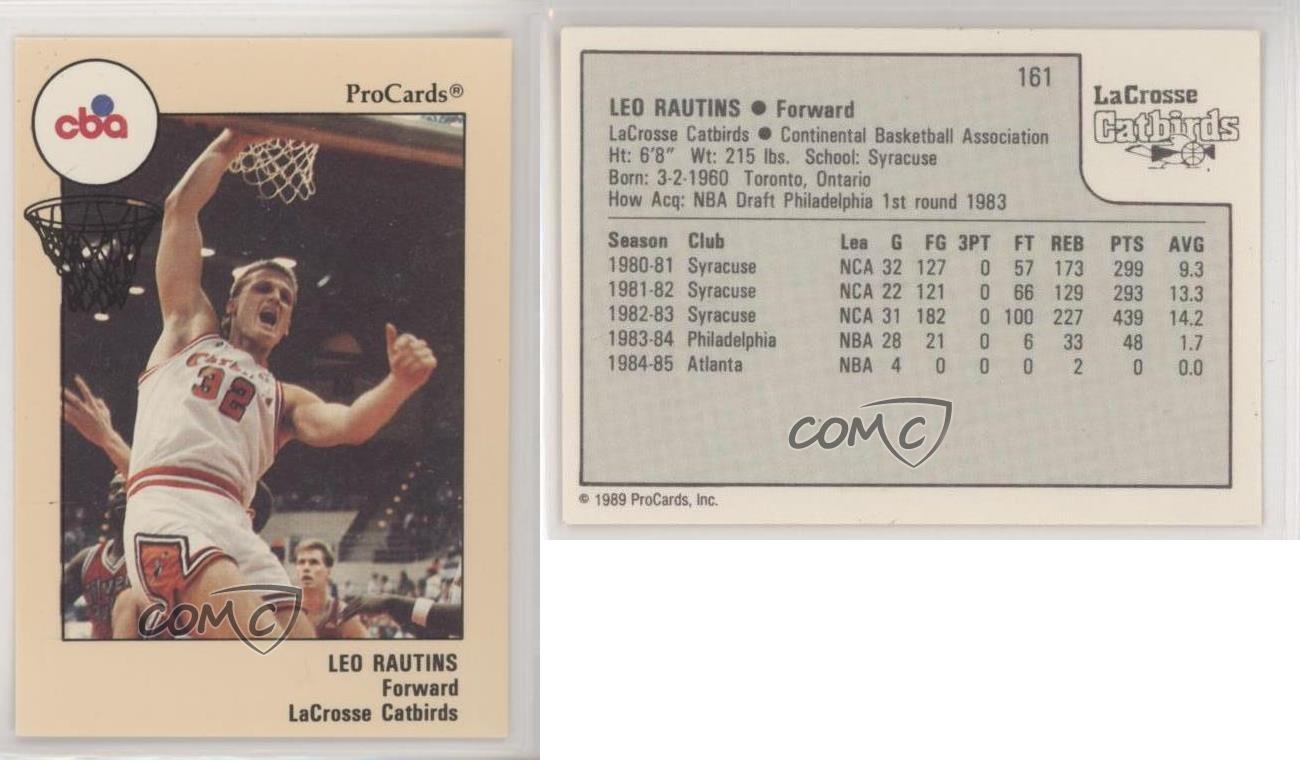 cba
ProCards®
32
COMC
LEO RAUTINS
Forward
LaCrosse Catbirds
161
LEO RAUTINS ● Forward
LaCrosse Catbirds ● Continental Basketball Association
Ht: 6'8" Wt: 215 lbs. School: Syracuse
Born: 3-2-1960 Toronto, Ontario
How Acq: NBA Draft Philadelphia 1st round 1983
LaCrosse
Catbirds
Season Club Lea G FG 3PT FT REB PTS AVG
1980-81 Syracuse NCA 32 127 0 57 173 299 9.3
1981-82 Syracuse NCA 22 121 0 66 129 293 13.3
1982-83 Syracuse NCA 31 182 0 100 227 439 14.2
1983-84 Philadelphia NBA 28 21 0 6 33 48 1.7
1984-85 Atlanta NBA 4 0 0 0 2 0 0.0
COMC
© 1989 ProCards, Inc.